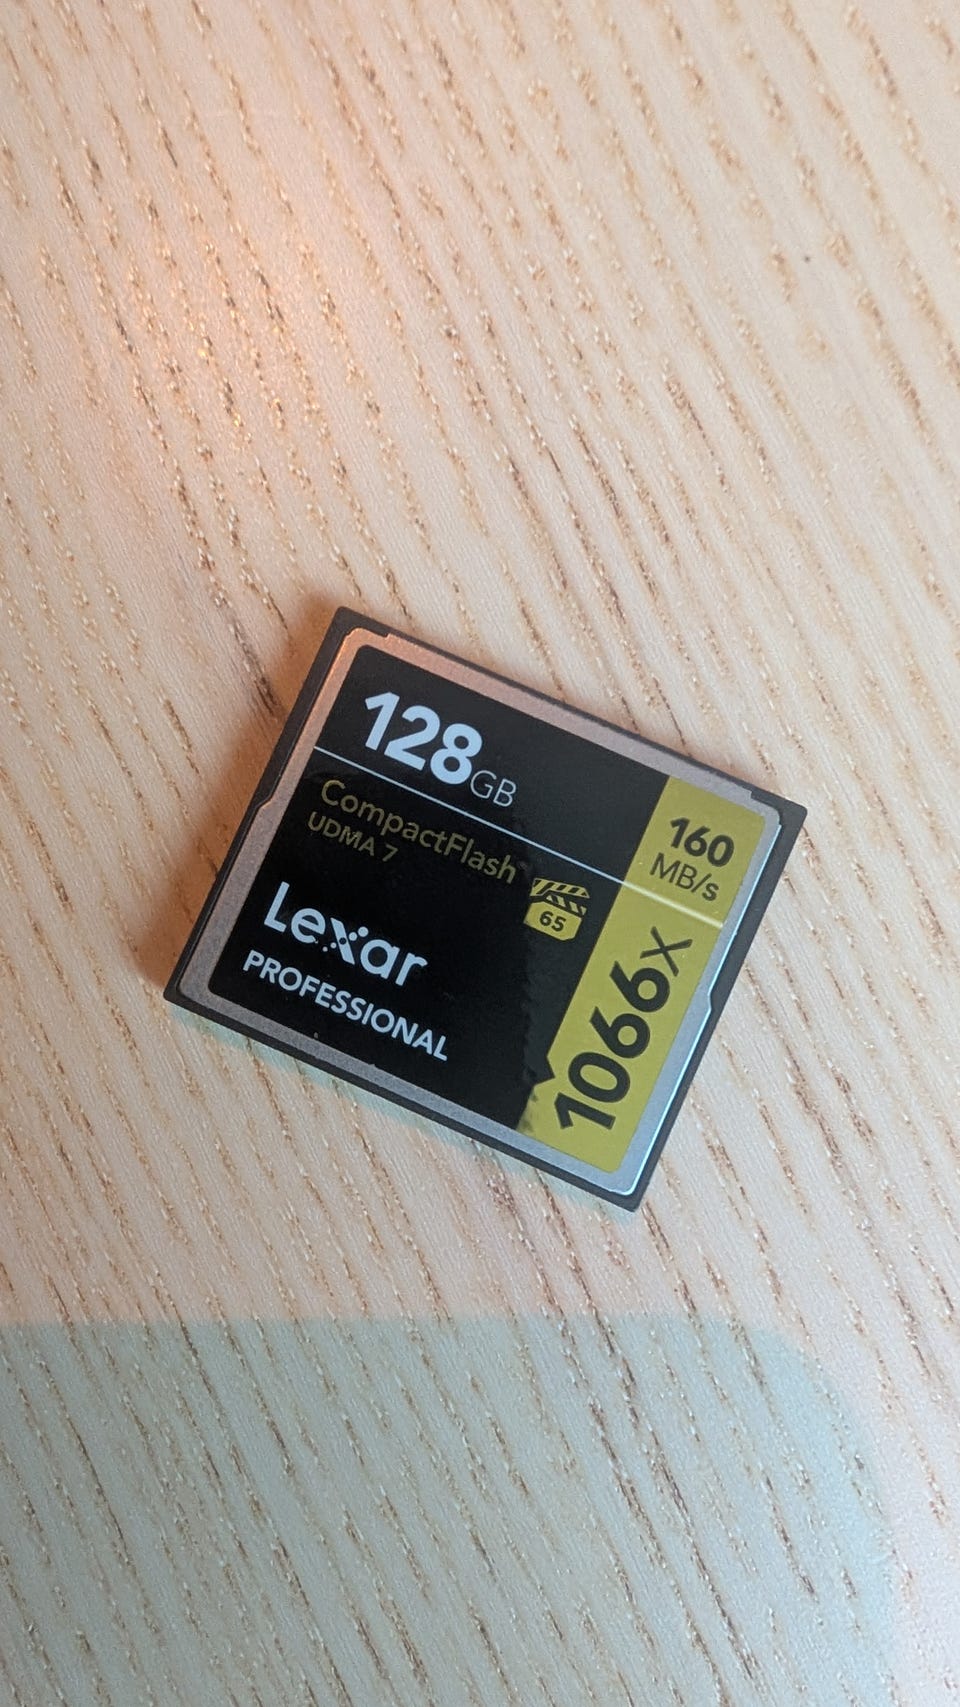 128GB
CompactFlash
UDMA 7
65
Lexar
PROFESSIONAL
160
MB/s
1066x